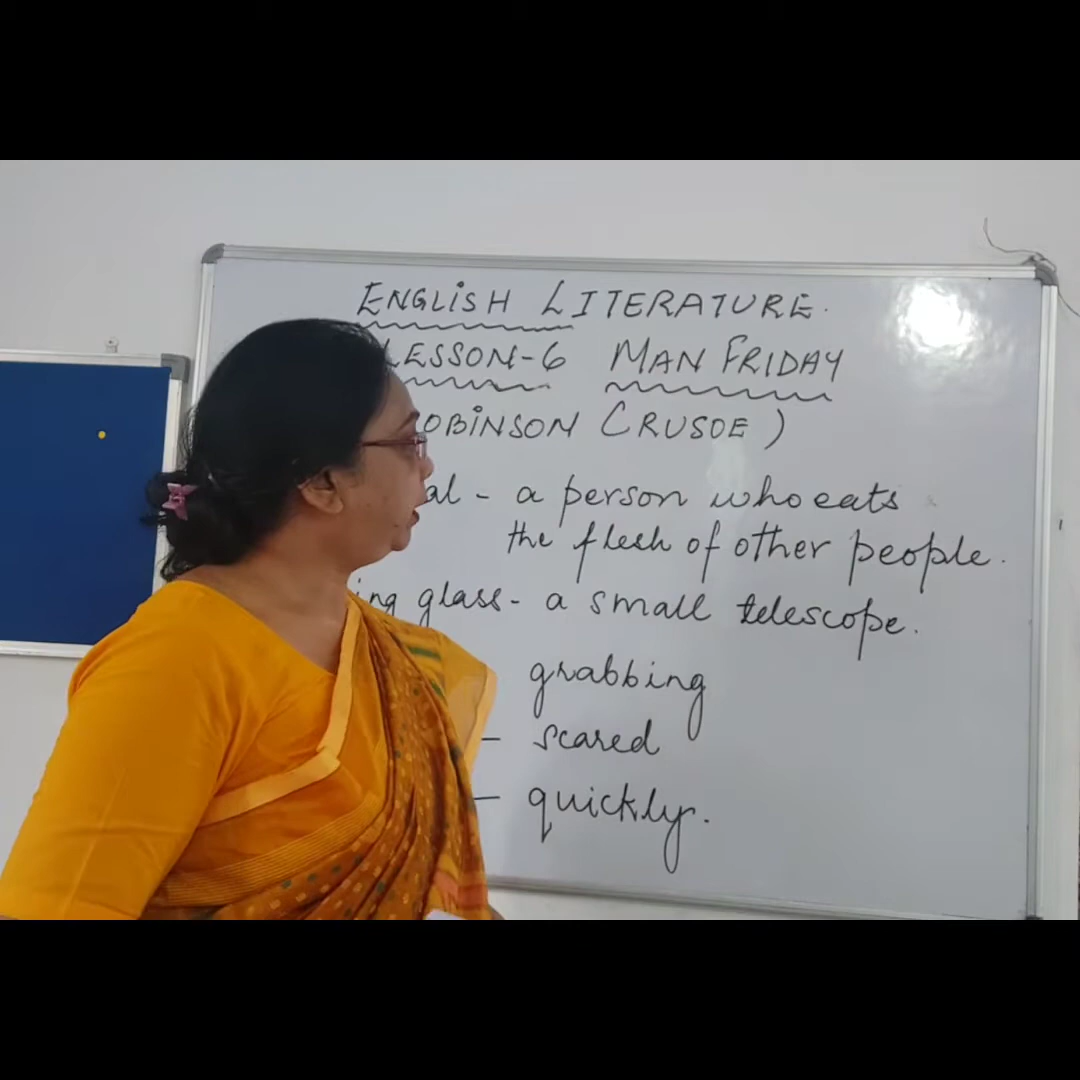 ENGLISH LITERATURE.
LESSON-6 MAN FRIDAY
OBINSON CRUSOE )
al - a person who eats
the flesh of other people.
ing glass - a small telescope.
grabbing
- scared
- quickly.